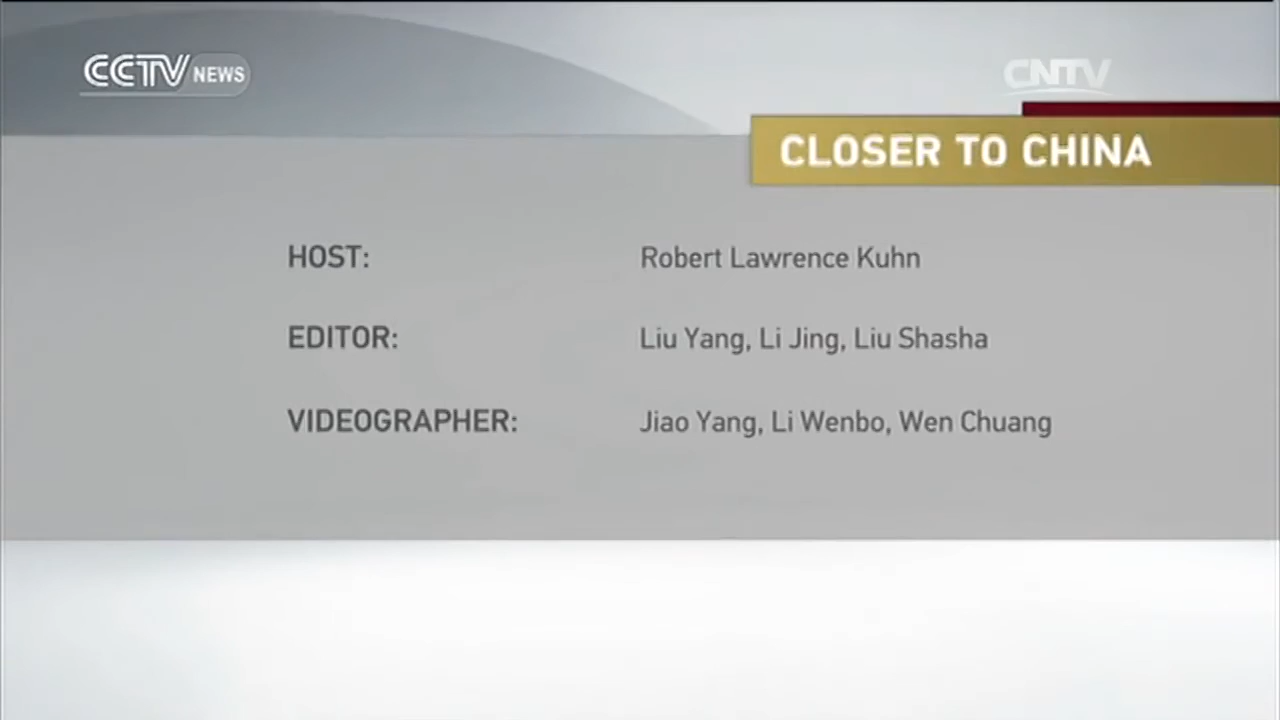 CCTV NEWS
CNTV
CLOSER TO CHINA
HOST: Robert Lawrence Kuhn
EDITOR: Liu Yang, Li Jing, Liu Shasha
VIDEOGRAPHER: Jiao Yang, Li Wenbo, Wen Chuang